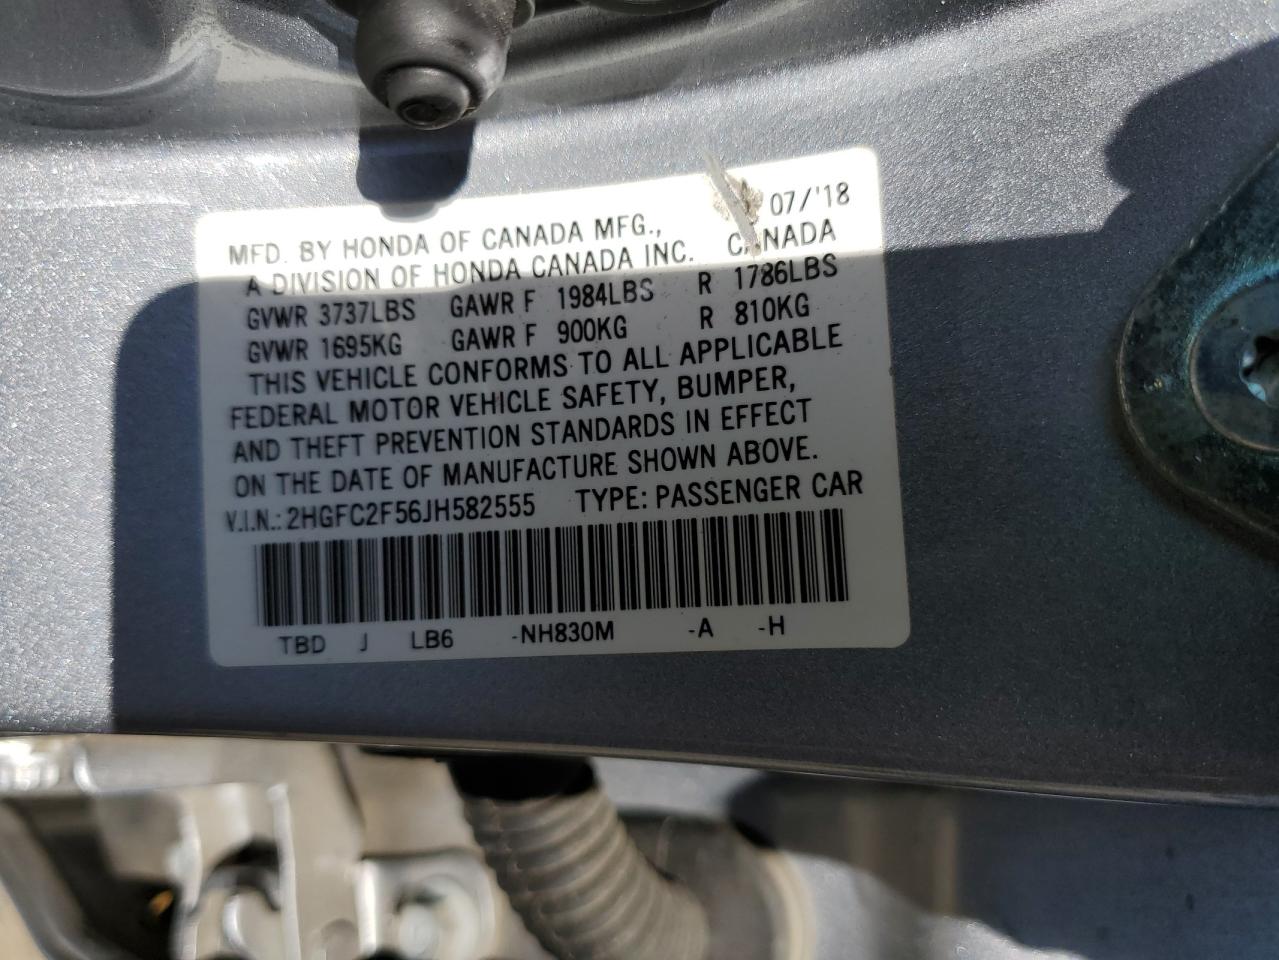 07/'18
MFD. BY HONDA OF CANADA MFG.,
A DIVISION OF HONDA CANADA INC. CANADA
GVWR 3737LBS GAWR F 1984LBS R 1786LBS
GVWR 1695KG GAWR F 900KG R 810KG
THIS VEHICLE CONFORMS TO ALL APPLICABLE
FEDERAL MOTOR VEHICLE SAFETY, BUMPER,
AND THEFT PREVENTION STANDARDS IN EFFECT
ON THE DATE OF MANUFACTURE SHOWN ABOVE.
V.I.N.: 2HGFC2F56JH582555 TYPE: PASSENGER CAR
TBD J LB6 -NH830M -A -H